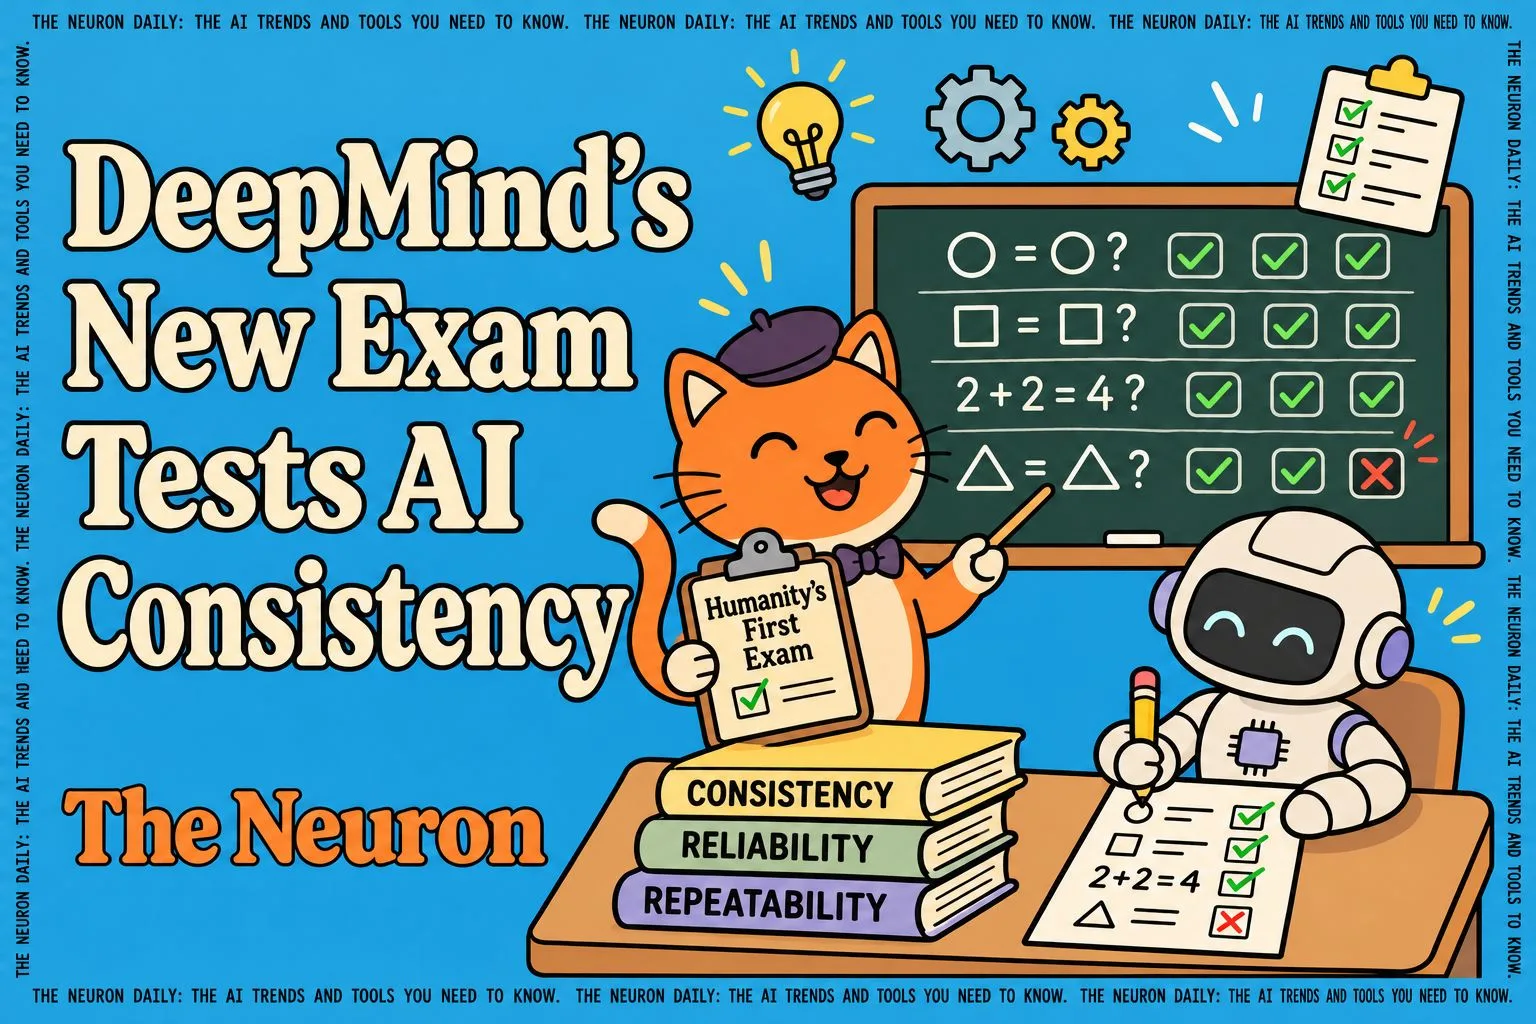 THE NEURON DAILY: THE AI TRENDS AND TOOLS YOU NEED TO KNOW. THE NEURON DAILY: THE AI TRENDS AND TOOLS YOU NEED TO KNOW. THE NEURON DAILY: THE AI TRENDS AND TOOLS YOU NEED TO KNOW.
THE NEURON DAILY: THE AI TRENDS AND HEED TO KNOW. THE NEURON DAILY: THE AI TRENDS AND TOOLS YOU NEED TO KNOW.
DeepMind's
New Exam
Tests AI
Consistency
The Neuron
○ = ○ ?
□ = □ ?
2 + 2 = 4 ?
△ = △ ?
Humanity's
First
Exam
CONSISTENCY
RELIABILITY
REPEATABILITY
2+2=4
THE NEURON DAILY: THE AI TRENDS AND TOOLS YOU NEED TO KNOW. THE NEURON DAILY: THE AI TRENDS AND TOOLS YOU NEED TO KNOW.
THE NEURON DAILY: THE AI TRENDS AND TOOLS YOU NEED TO KNOW. THE NEURON DAILY: THE AI TRENDS AND TOOLS YOU NEED TO KNOW. THE NEURON DAILY: THE AI TRENDS AND TOOLS YOU NEED TO KNOW.